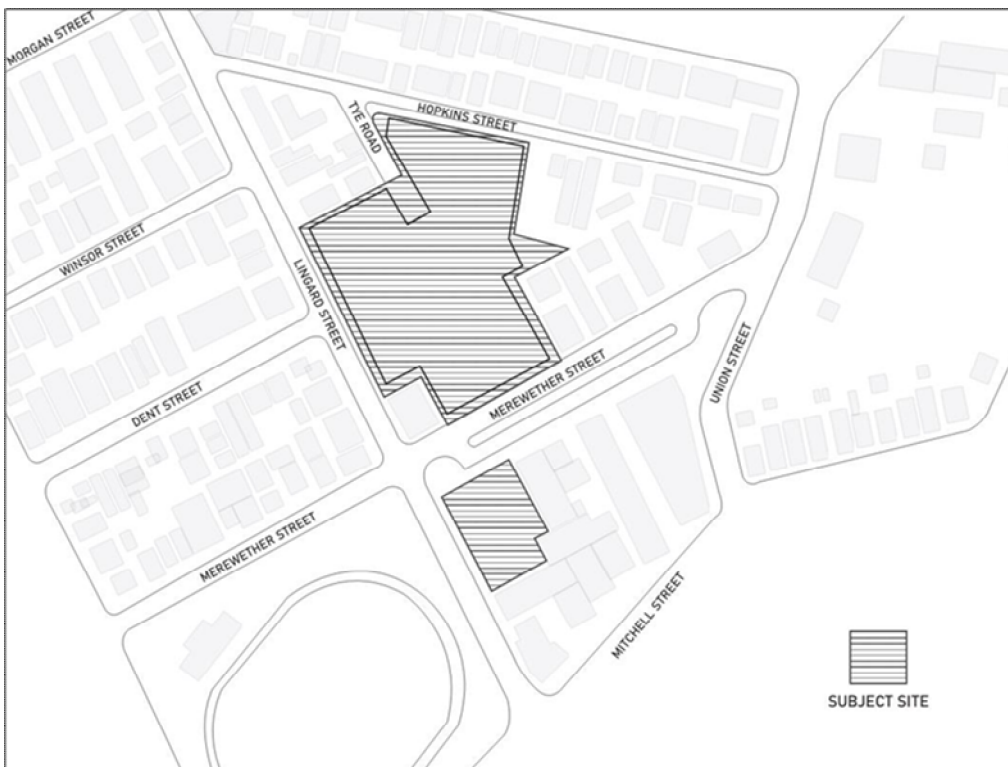 MORGAN STREET
TYE ROAD
HOPKINS STREET
WINSOR STREET
LINGARD STREET
DENT STREET
MEREWETHER STREET
UNION STREET
MEREWETHER STREET
MITCHELL STREET
SUBJECT SITE